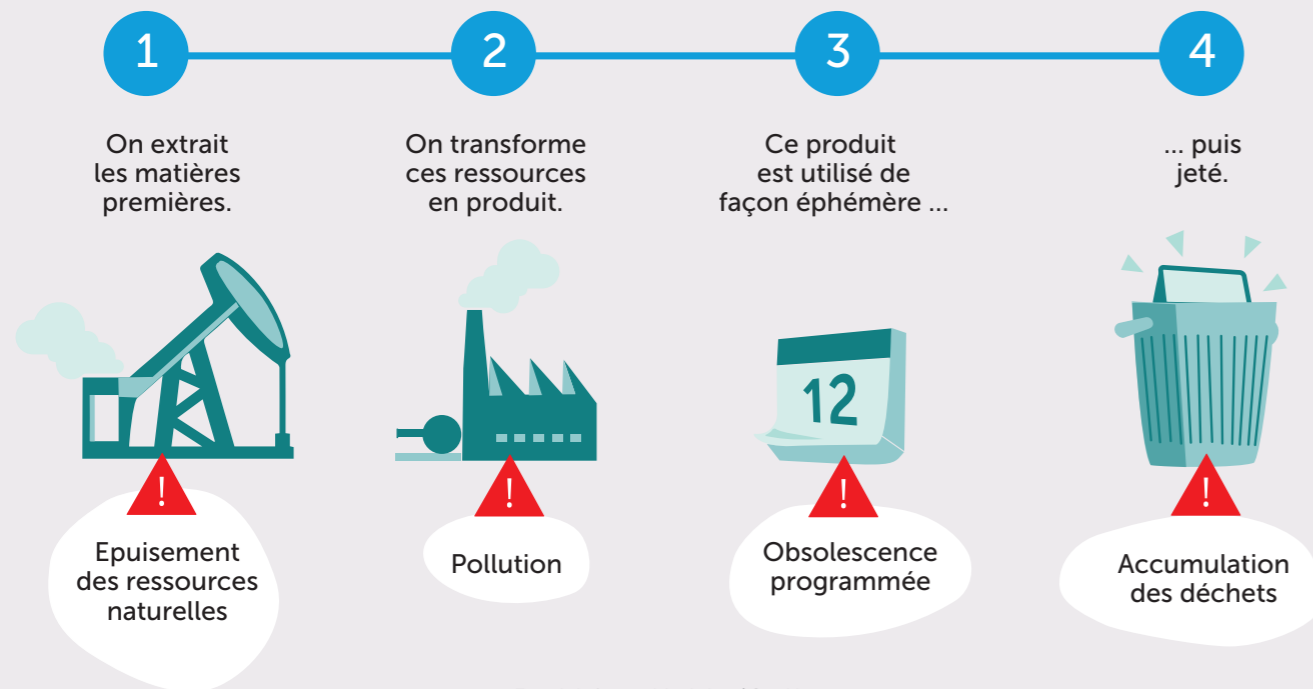 1
2
3
4
On extrait
les matières
premières.
On transforme
ces ressources
en produit.
Ce produit
est utilisé de
façon éphémère ...
... puis
jeté.
12
!
!
!
!
Epuisement
des ressources
naturelles
Pollution
Obsolescence
programmée
Accumulation
des déchets